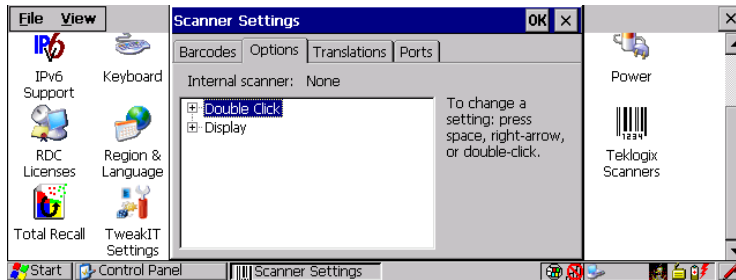 File View
Scanner Settings
OK
Barcodes Options Translations Ports
Internal scanner: None
Double Click
Display
To change a
setting: press
space, right-arrow,
or double-click.
IPv6
Support
Keyboard
RDC
Licenses
Region &
Language
Total Recall
TweakIT
Settings
Power
1234
Teklogix
Scanners
Start
Control Panel
Scanner Settings